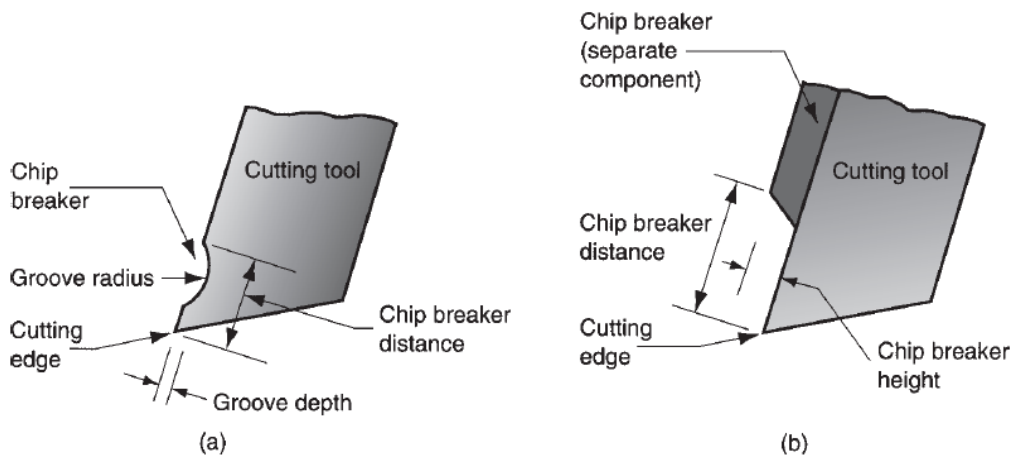 Cutting tool
Chip
breaker
Groove radius
Cutting
edge
Chip breaker
distance
Groove depth
(a)
Chip breaker
(separate
component)
Cutting tool
Chip breaker
distance
Cutting
edge
Chip breaker
height
(b)